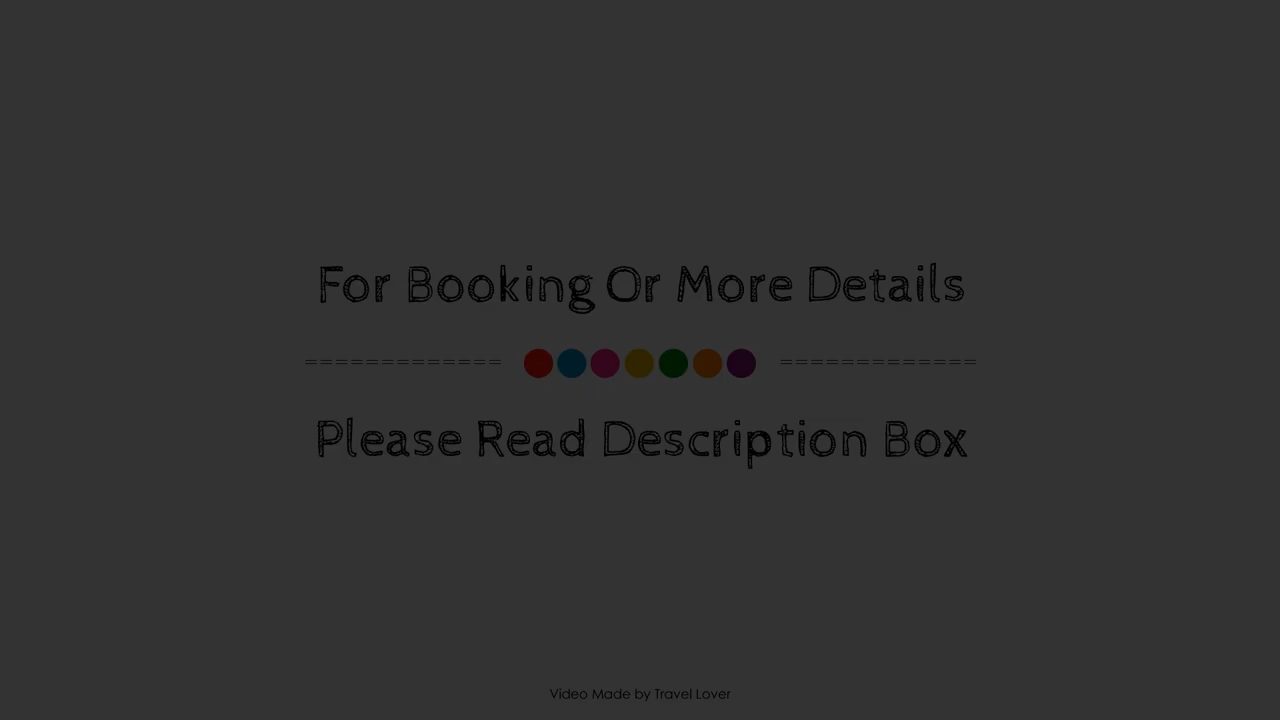 For Booking Or More Details
============= =============
Please Read Description Box
Video Made by Travel Lover